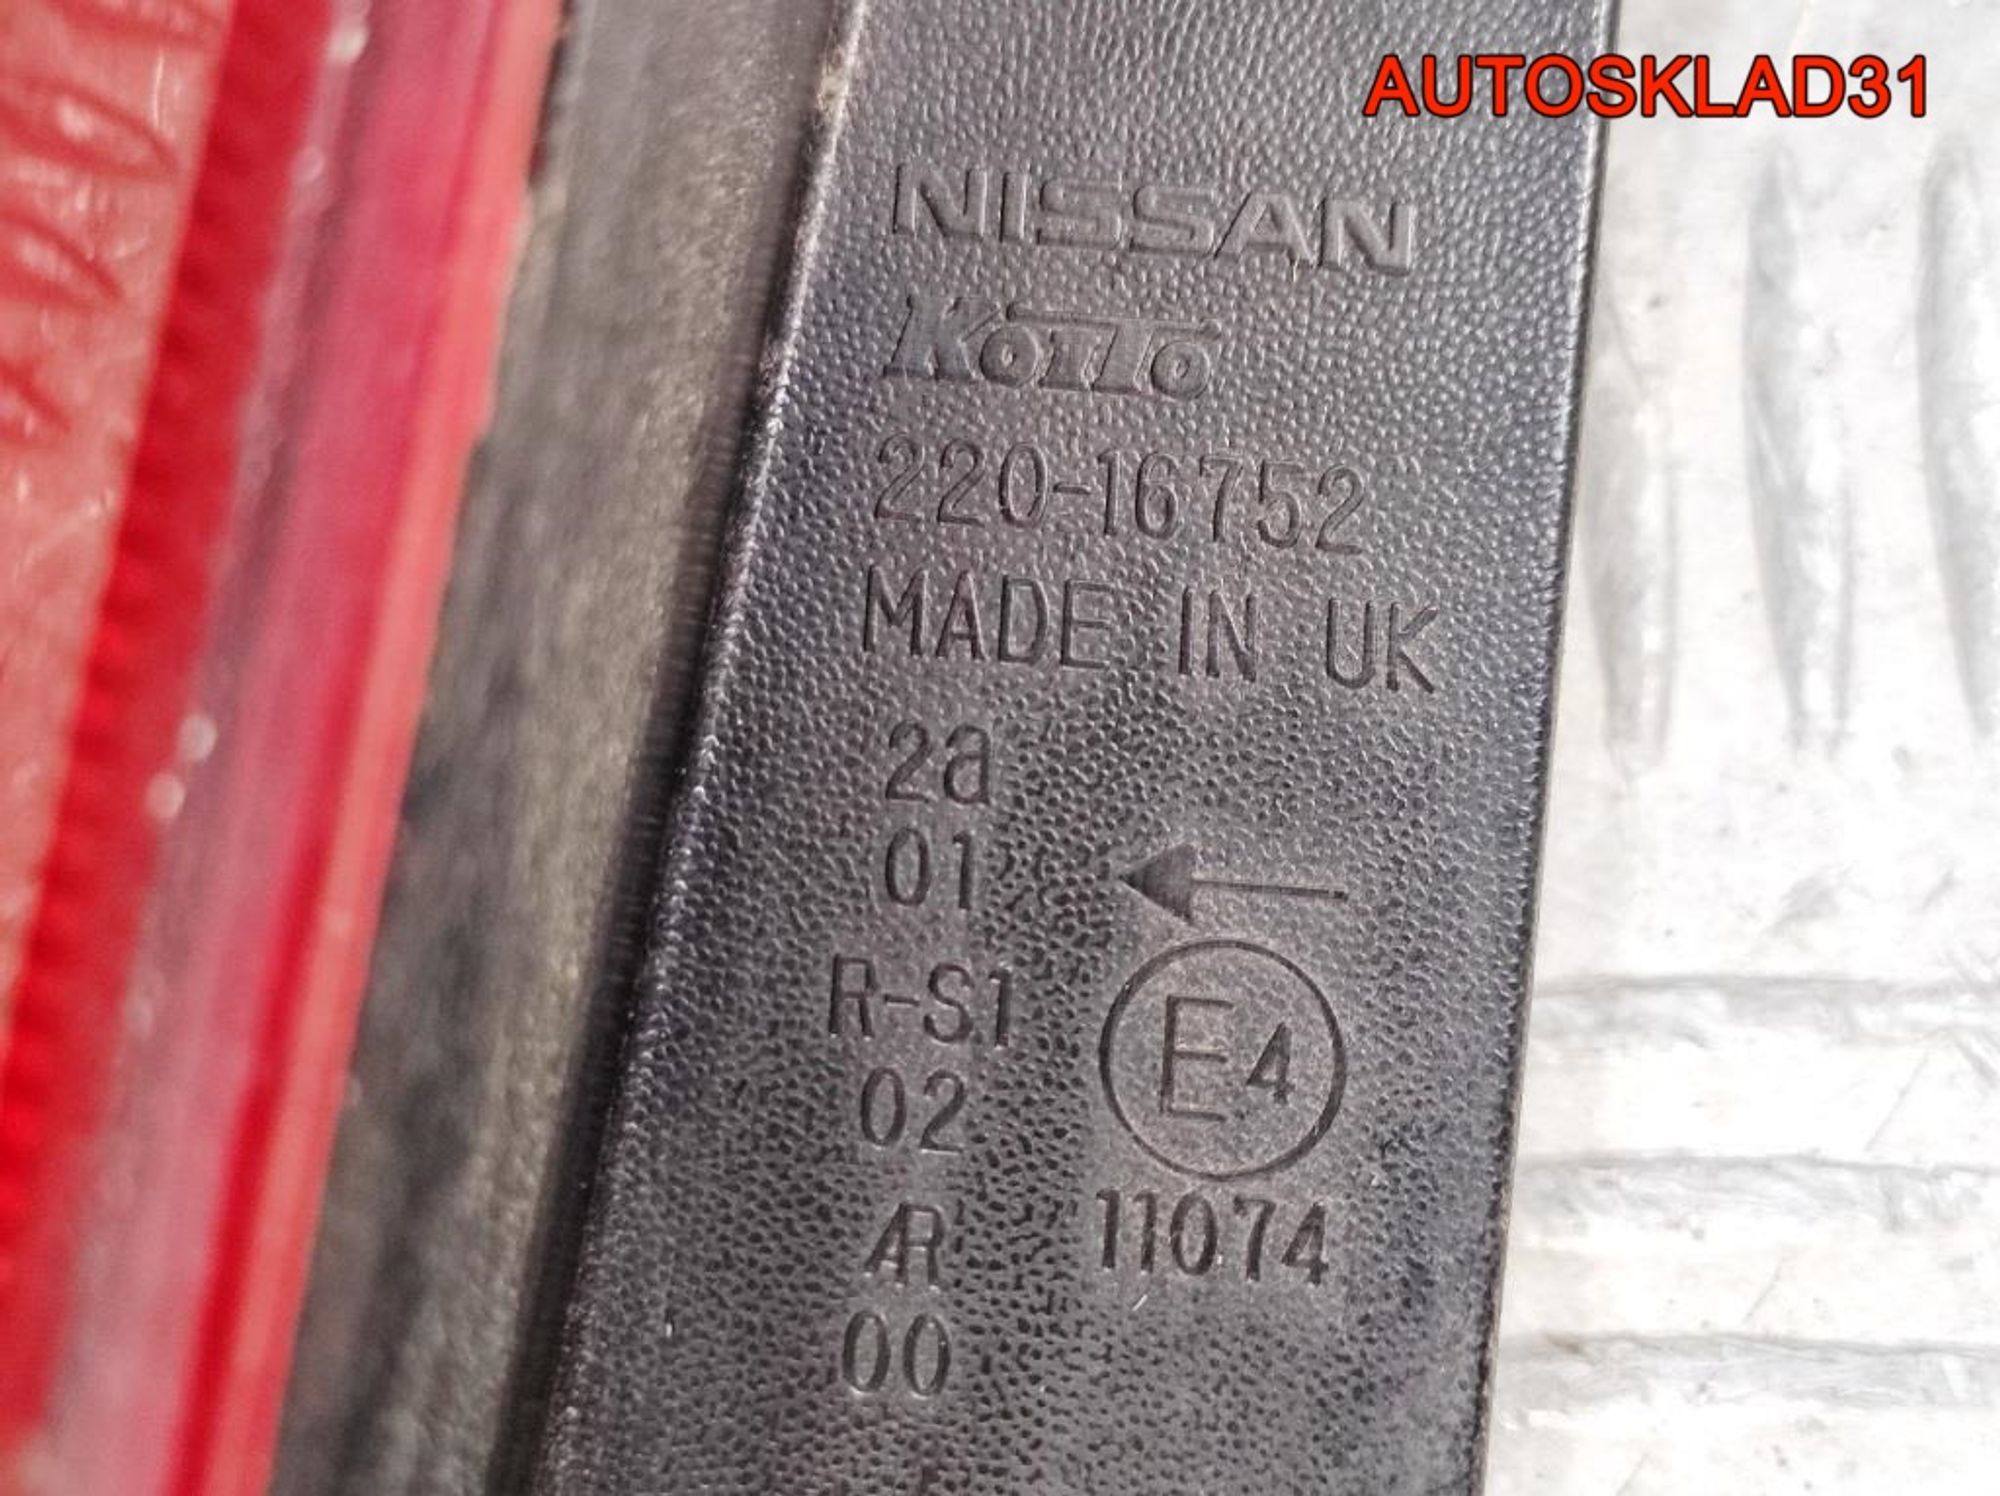 AUTOSKLAD31
NISSAN
KOITO
220-16752
MADE IN UK
2a
01
R-S1
E4
02
11074
AR
00